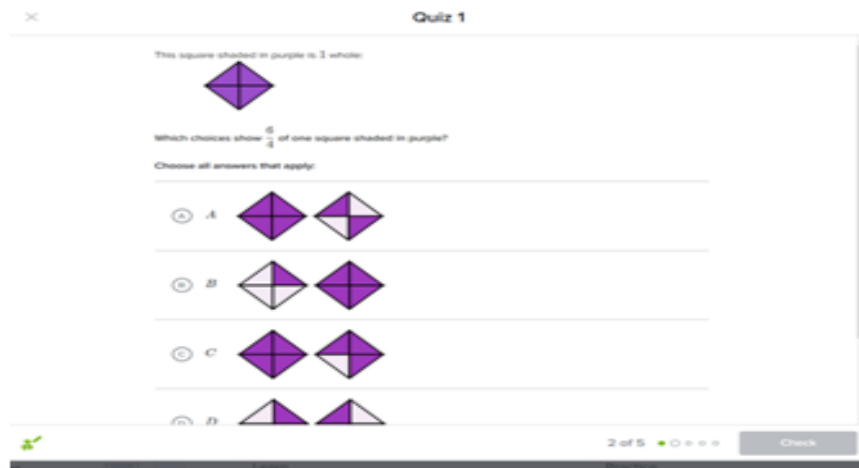 Quiz 1
This square shaded in purple is 1 whole:
Which choices show 6/4 of one square shaded in purple?
Choose all answers that apply:
A A
B B
C C
D D
2 of 5
Check